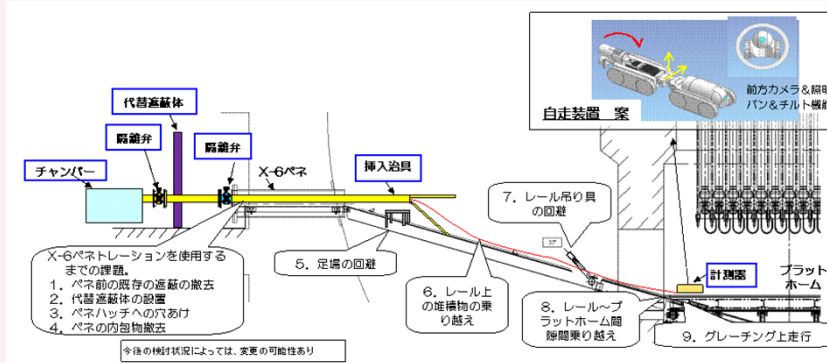 前方カメラ&照明
パン&チルト機能
自走装置 案
代替遮蔽体
隔離弁
隔離弁
チャンバー
X-6ペネ
挿入治具
7. レール吊り具
の回避
X-6ペネトレーションを使用する
までの課題。
1. ペネ前の既存の遮蔽の撤去
2. 代替遮蔽体の設置
3. ペネハッチへの穴あけ
4. ペネの内包物撤去
5. 足場の回避
6. レール上
の堆積物の乗
り越え
計測器
プラット
ホーム
8. レール~プ
ラットホーム間
隙間乗り越え
9. グレーチング上走行
今後の検討状況によっては、変更の可能性あり